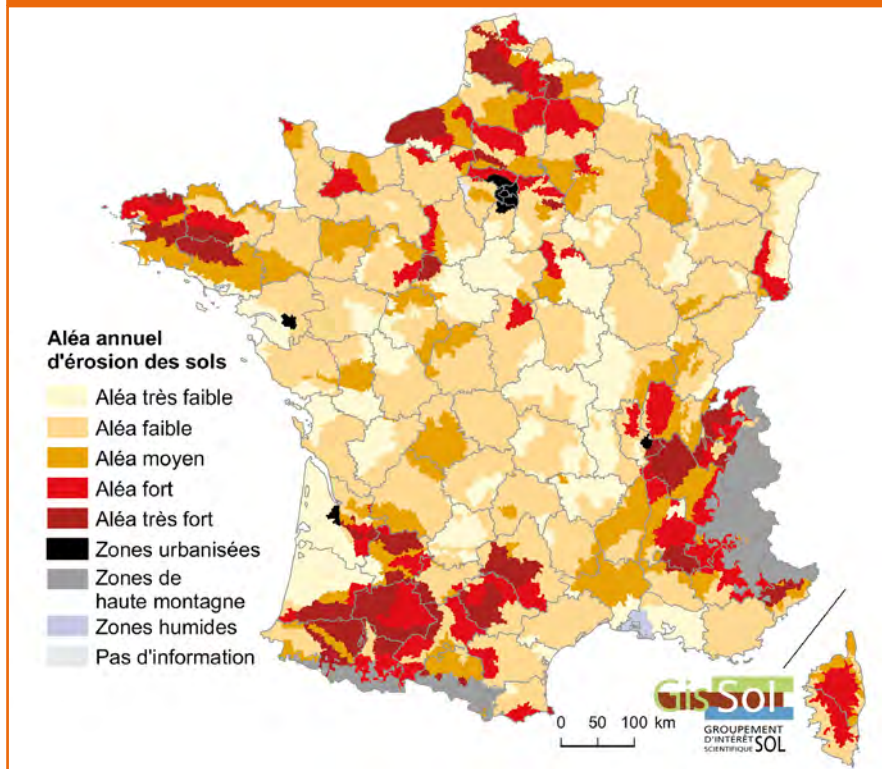 Aléa annuel
d'érosion des sols
Aléa très faible
Aléa faible
Aléa moyen
Aléa fort
Aléa très fort
Zones urbanisées
Zones de
haute montagne
Zones humides
Pas d'information
0 50 100 km
Gis Sol
GROUPEMENT
D'INTÉRÊT
SCIENTIFIQUE SOL